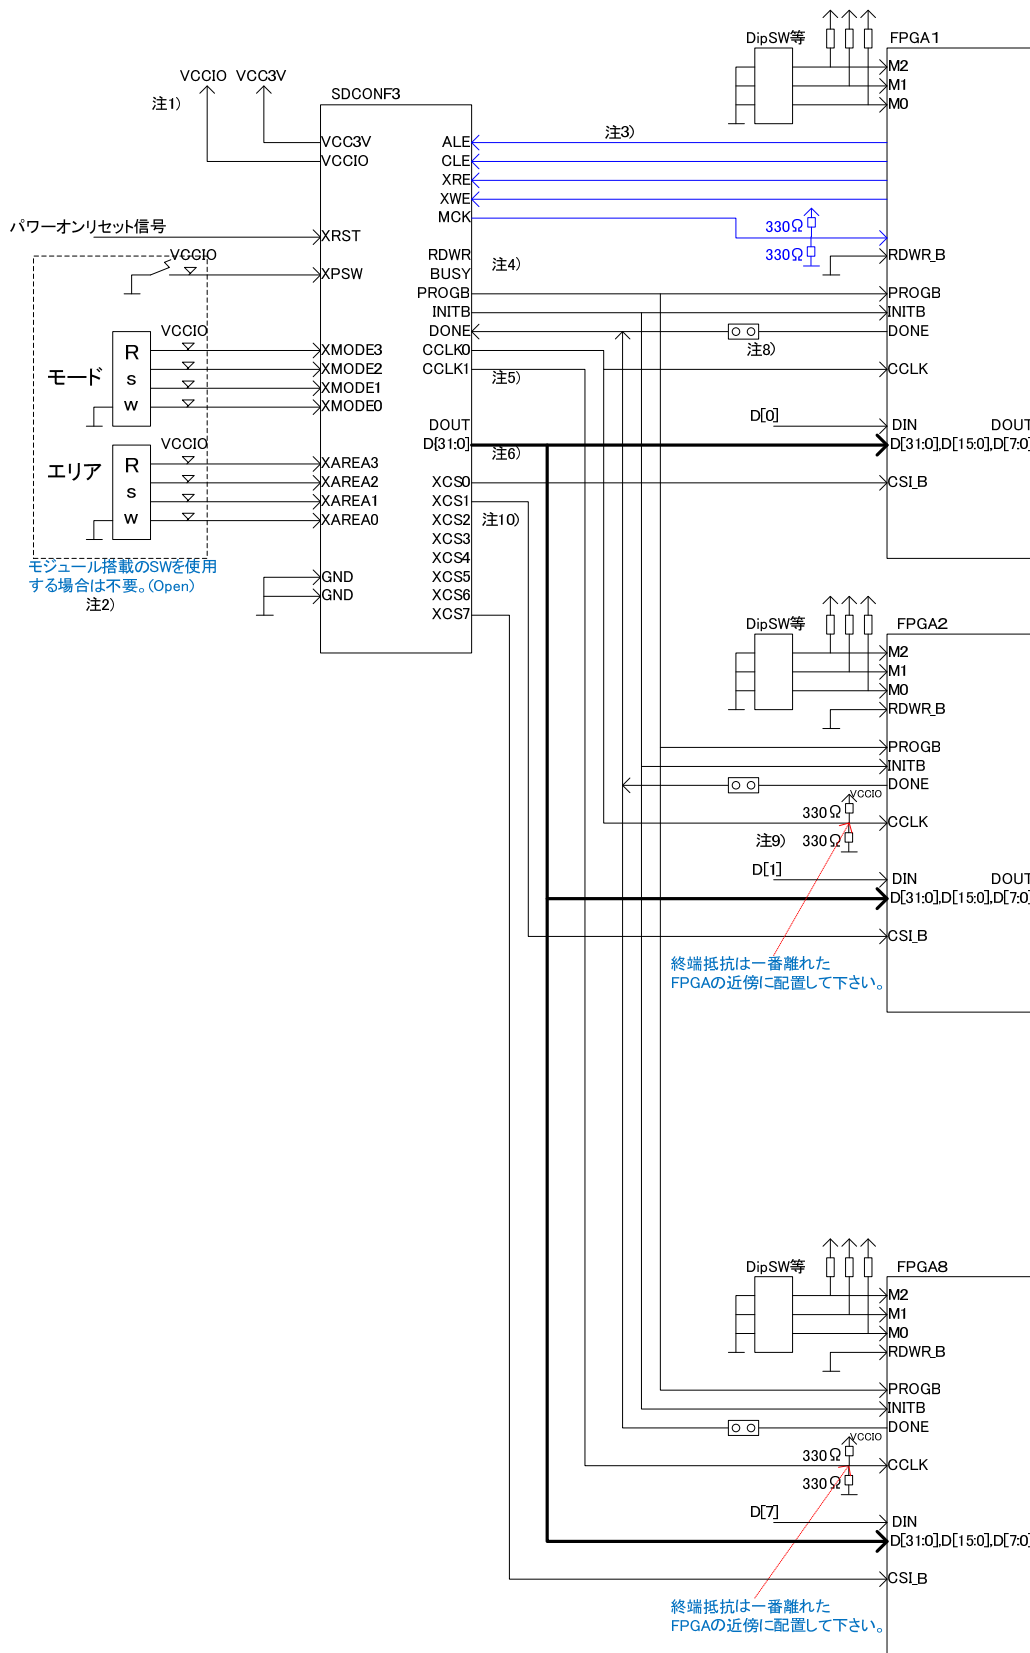 DipSW等
FPGA1
M2
M1
M0
VCCIO VCC3V
注1)
SDCONF3
VCC3V
VCCIO
ALE
CLE
XRE
XWE
MCK
注3)
330Ω
330Ω
パワーオンリセット信号
XRST
VCCIO
XPSW
RDWR
BUSY
注4)
RDWR_B
PROGB
INITB
DONE
CCLK0
CCLK1
注5)
PROGB
INITB
DONE
注8)
CCLK
VCCIO
モード
R
s
w
XMODE3
XMODE2
XMODE1
XMODE0
DOUT
D[31:0]
注6)
D[0]
DIN
DOUT
D[31:0],D[15:0],D[7:0]
VCCIO
エリア
R
s
w
XAREA3
XAREA2
XAREA1
XAREA0
XCS0
XCS1
XCS2
注10)
XCS3
XCS4
XCS5
XCS6
XCS7
CSI_B
GND
GND
モジュール搭載のSWを使用
する場合は不要。(Open)
注2)
DipSW等
FPGA2
M2
M1
M0
RDWR_B
PROGB
INITB
DONE
VCCIO
330Ω
CCLK
注9)
330Ω
D[1]
DIN
DOUT
D[31:0],D[15:0],D[7:0]
CSI_B
終端抵抗は一番離れた
FPGAの近傍に配置して下さい。
DipSW等
FPGA8
M2
M1
M0
RDWR_B
PROGB
INITB
DONE
VCCIO
330Ω
CCLK
330Ω
D[7]
DIN
D[31:0],D[15:0],D[7:0]
CSI_B
終端抵抗は一番離れた
FPGAの近傍に配置して下さい。